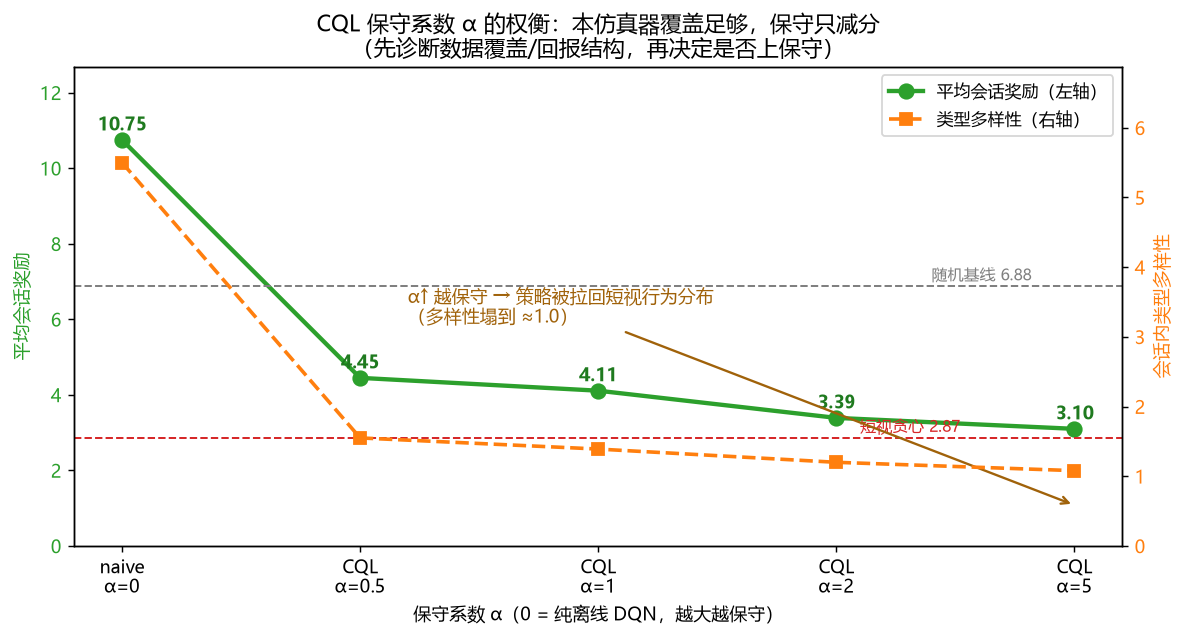 CQL 保守系数 α 的权衡：本仿真器覆盖足够，保守只减分
（先诊断数据覆盖/回报结构，再决定是否上保守）
平均会话奖励（左轴）
类型多样性（右轴）
12
10
8
6
4
2
0
平均会话奖励
6
5
4
3
2
1
0
会话内类型多样性
10.75
4.45
4.11
3.39
3.10
随机基线 6.88
α↑ 越保守 → 策略被拉回短视行为分布
（多样性塌到 ≈1.0）
短视贪心 2.87
naive
α=0
CQL
α=0.5
CQL
α=1
CQL
α=2
CQL
α=5
保守系数 α（0 = 纯离线 DQN，越大越保守）